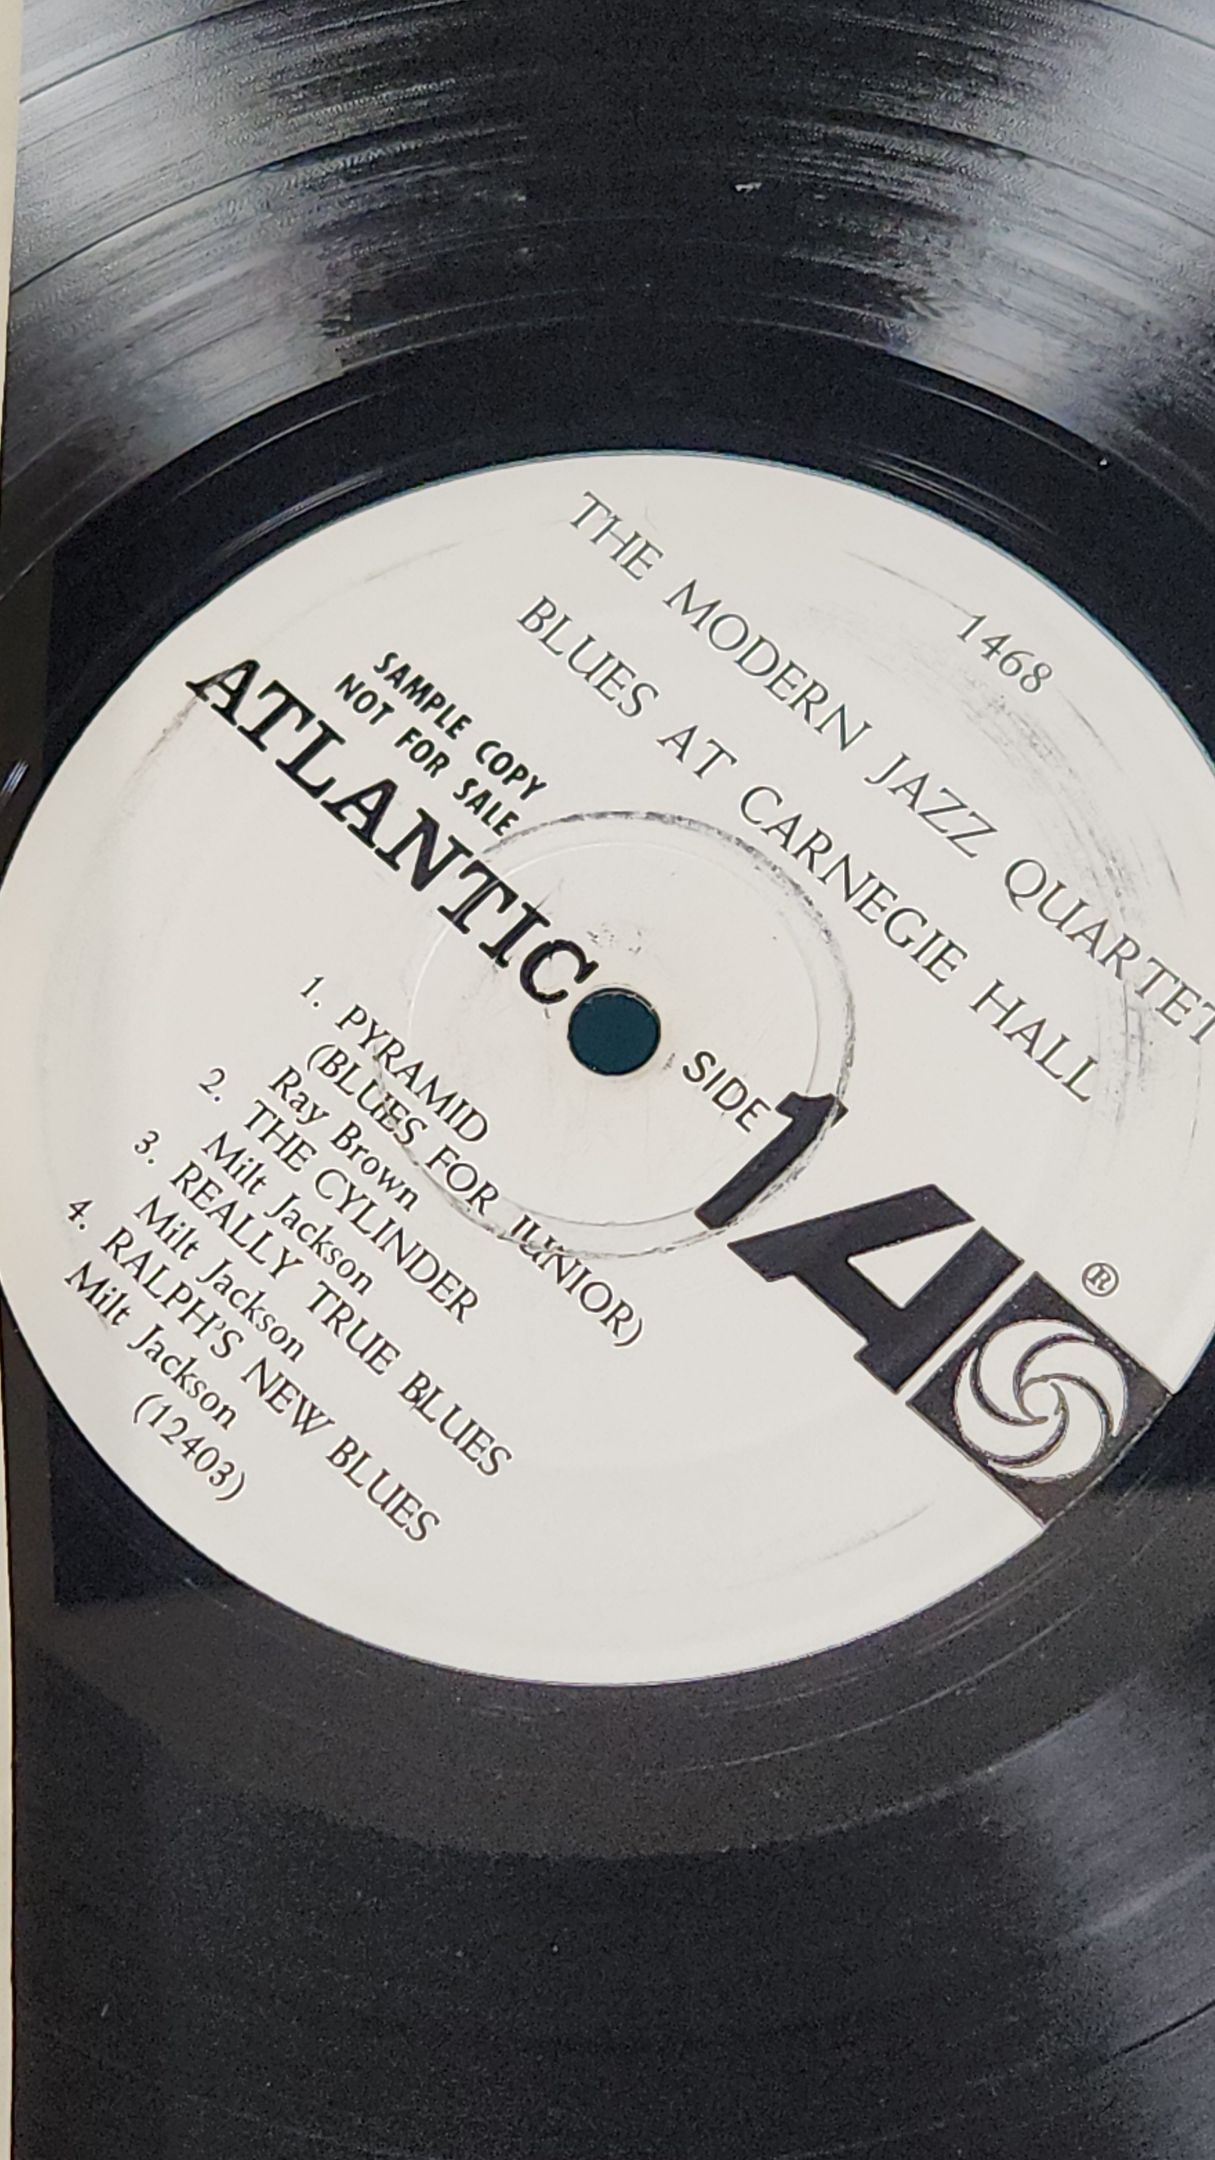 1468
THE MODERN JAZZ QUARTET
BLUES AT CARNEGIE HALL
SAMPLE COPY
NOT FOR SALE
ATLANTIC
SIDE 1
A
®
1. PYRAMID
(BLUES FOR JUNIOR)
Ray Brown
2. THE CYLINDER
Milt Jackson
3. REALLY TRUE BLUES
Milt Jackson
4. RALPH'S NEW BLUES
Milt Jackson
(12403)